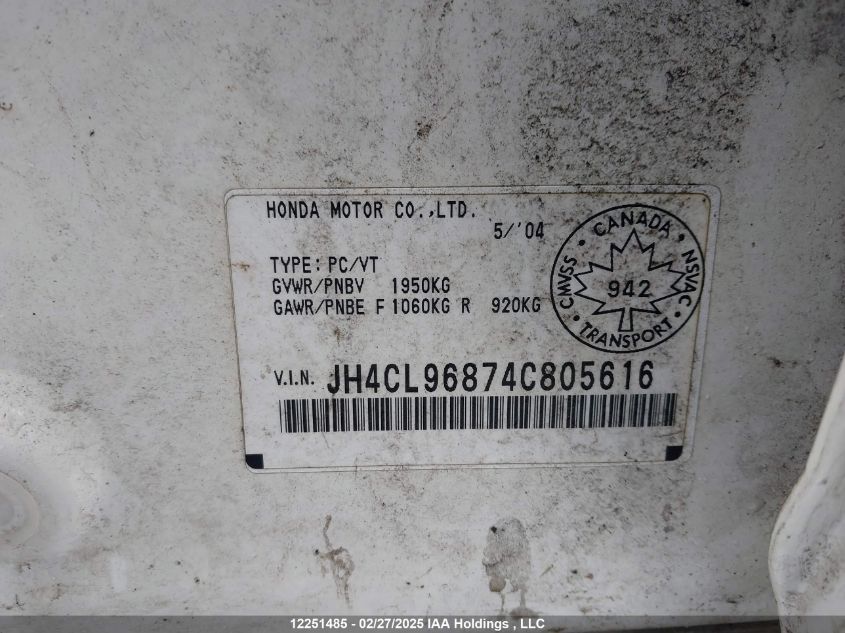 HONDA MOTOR CO.,LTD.
5/'04
TYPE: PC/VT
GVWR/PNBV 1950KG
GAWR/PNBE F 1060KG R 920KG
• CANADA •
CMVSS
942
NSVAC
• TRANSPORT •
V.I.N. JH4CL96874C805616
12251485 - 02/27/2025 IAA Holdings , LLC